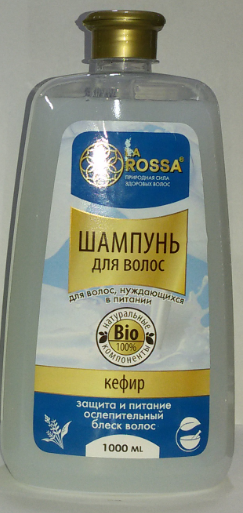 LA
ROSSA®
ПРИРОДНАЯ СИЛА
ЗДОРОВЫХ ВОЛОС
ШАМПУНЬ
ДЛЯ ВОЛОС
для волос, нуждающихся
в питании
натуральные
Bio
100%
компоненты
кефир
защита и питание
ослепительный
блеск волос
1000 ML